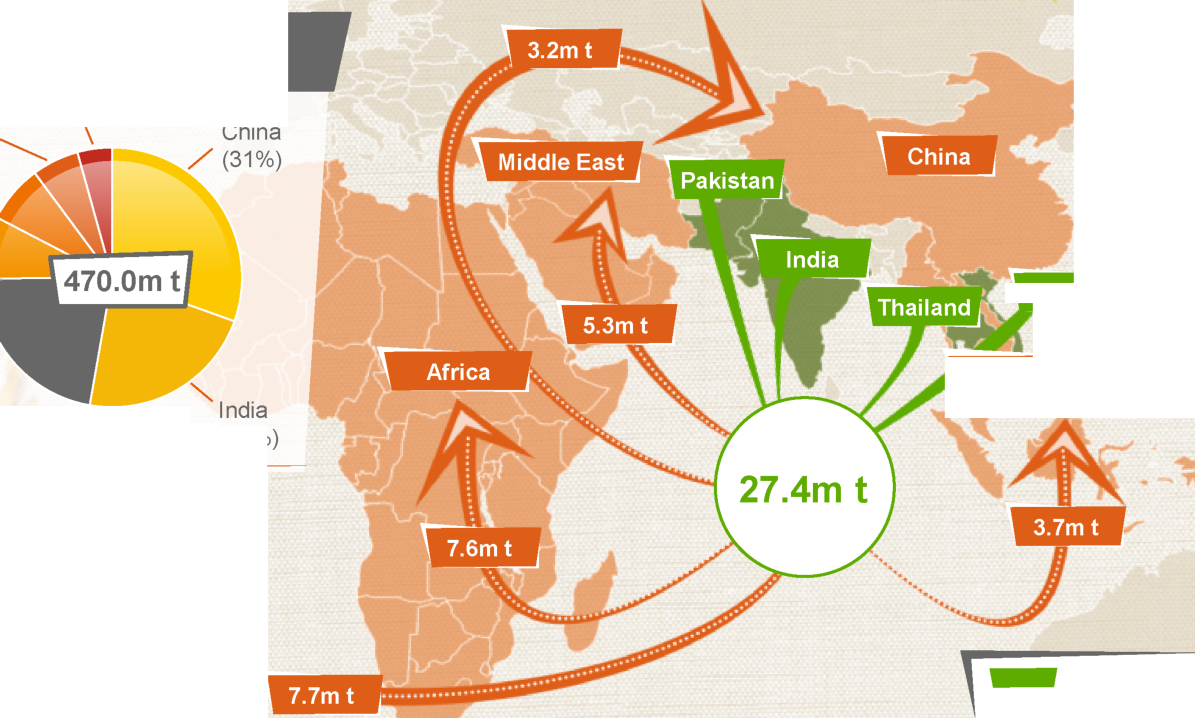 3.2m t
China
(31%)
Middle East
China
Pakistan
India
470.0m t
Thailand
5.3m t
Africa
India
)
27.4m t
3.7m t
7.6m t
7.7m t